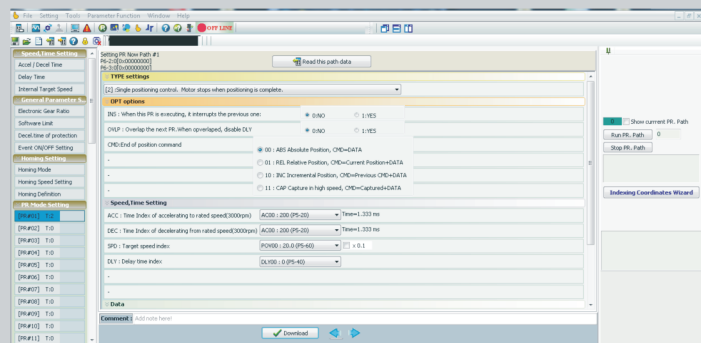 File Setting Tools Parameter Function Window Help
OFF LINE
Speed,Time Setting
Accel / Decel Time
Delay Time
Internal Target Speed
General Parameter S..
Electronic Gear Ratio
Software Limit
Decel.time of protection
Event ON/OFF Setting
Homing Setting
Homing Mode
Homing Speed Setting
Homing Definition
PR Mode Setting
[PR#01] T:2
[PR#02] T:0
[PR#03] T:0
[PR#04] T:0
[PR#05] T:0
[PR#06] T:0
[PR#07] T:0
[PR#08] T:0
[PR#09] T:0
[PR#10] T:0
[PR#11] T:0
Setting PR Now Path #1
P6-2:0[0x00000000]
P6-3:0[0x00000000]
Read this path data
TYPE settings
[2] :Single positioning control. Motor stops when positioning is complete.
OPT options
INS : When this PR is executing, it interrupts the previous one:
0:NO 1:YES
OVLP : Overlap the next PR.When opverlaped, disable DLY
0:NO 1:YES
CMD:End of position command
00 : ABS Absolute Position, CMD=DATA
01 : REL Relative Position, CMD=Current Position+DATA
10 : INC Incremental Position, CMD=Previous CMD+DATA
11 : CAP Capture in high speed, CMD=Captured+DATA
Speed,Time Setting
ACC : Time Index of accelerating to rated speed(3000rpm) AC00 : 200 (P5-20) Time=1.333 ms
DEC : Time Index of decelerating from rated speed(3000rpm) AC00 : 200 (P5-20) Time=1.333 ms
SPD : Target speed index POV00 : 20.0 (P5-60) x 0.1
DLY : Delay time index DLY00 : 0 (P5-40)
Data
Comment : Add note here!
Download
0 Show current PR. Path
Run PR. Path 0
Stop PR. Path
Indexing Coordinates Wizard